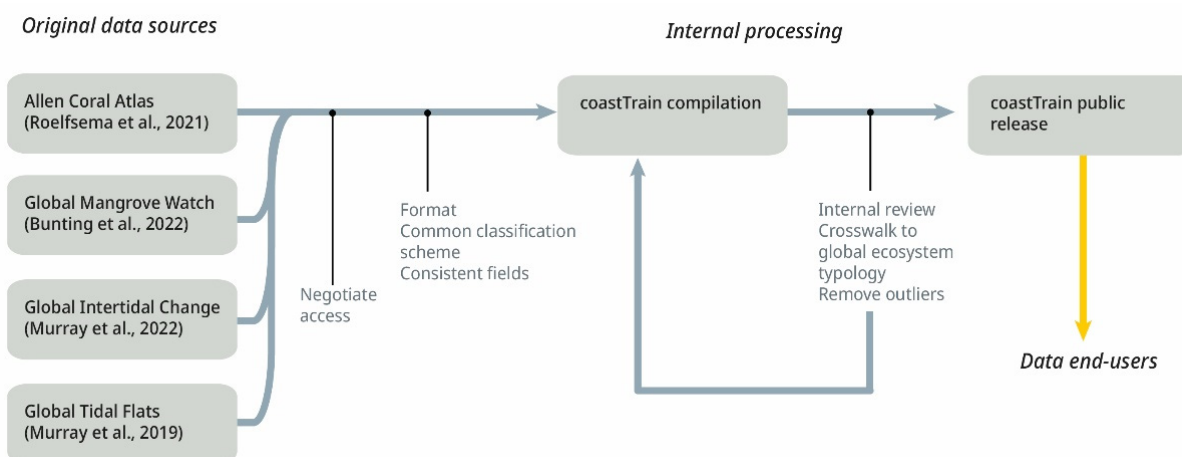 Original data sources
Internal processing
Allen Coral Atlas
(Roelfsema et al., 2021)
Global Mangrove Watch
(Bunting et al., 2022)
Global Intertidal Change
(Murray et al., 2022)
Global Tidal Flats
(Murray et al., 2019)
Negotiate
access
Format
Common classification
scheme
Consistent fields
coastTrain compilation
Internal review
Crosswalk to
global ecosystem
typology
Remove outliers
coastTrain public
release
Data end-users